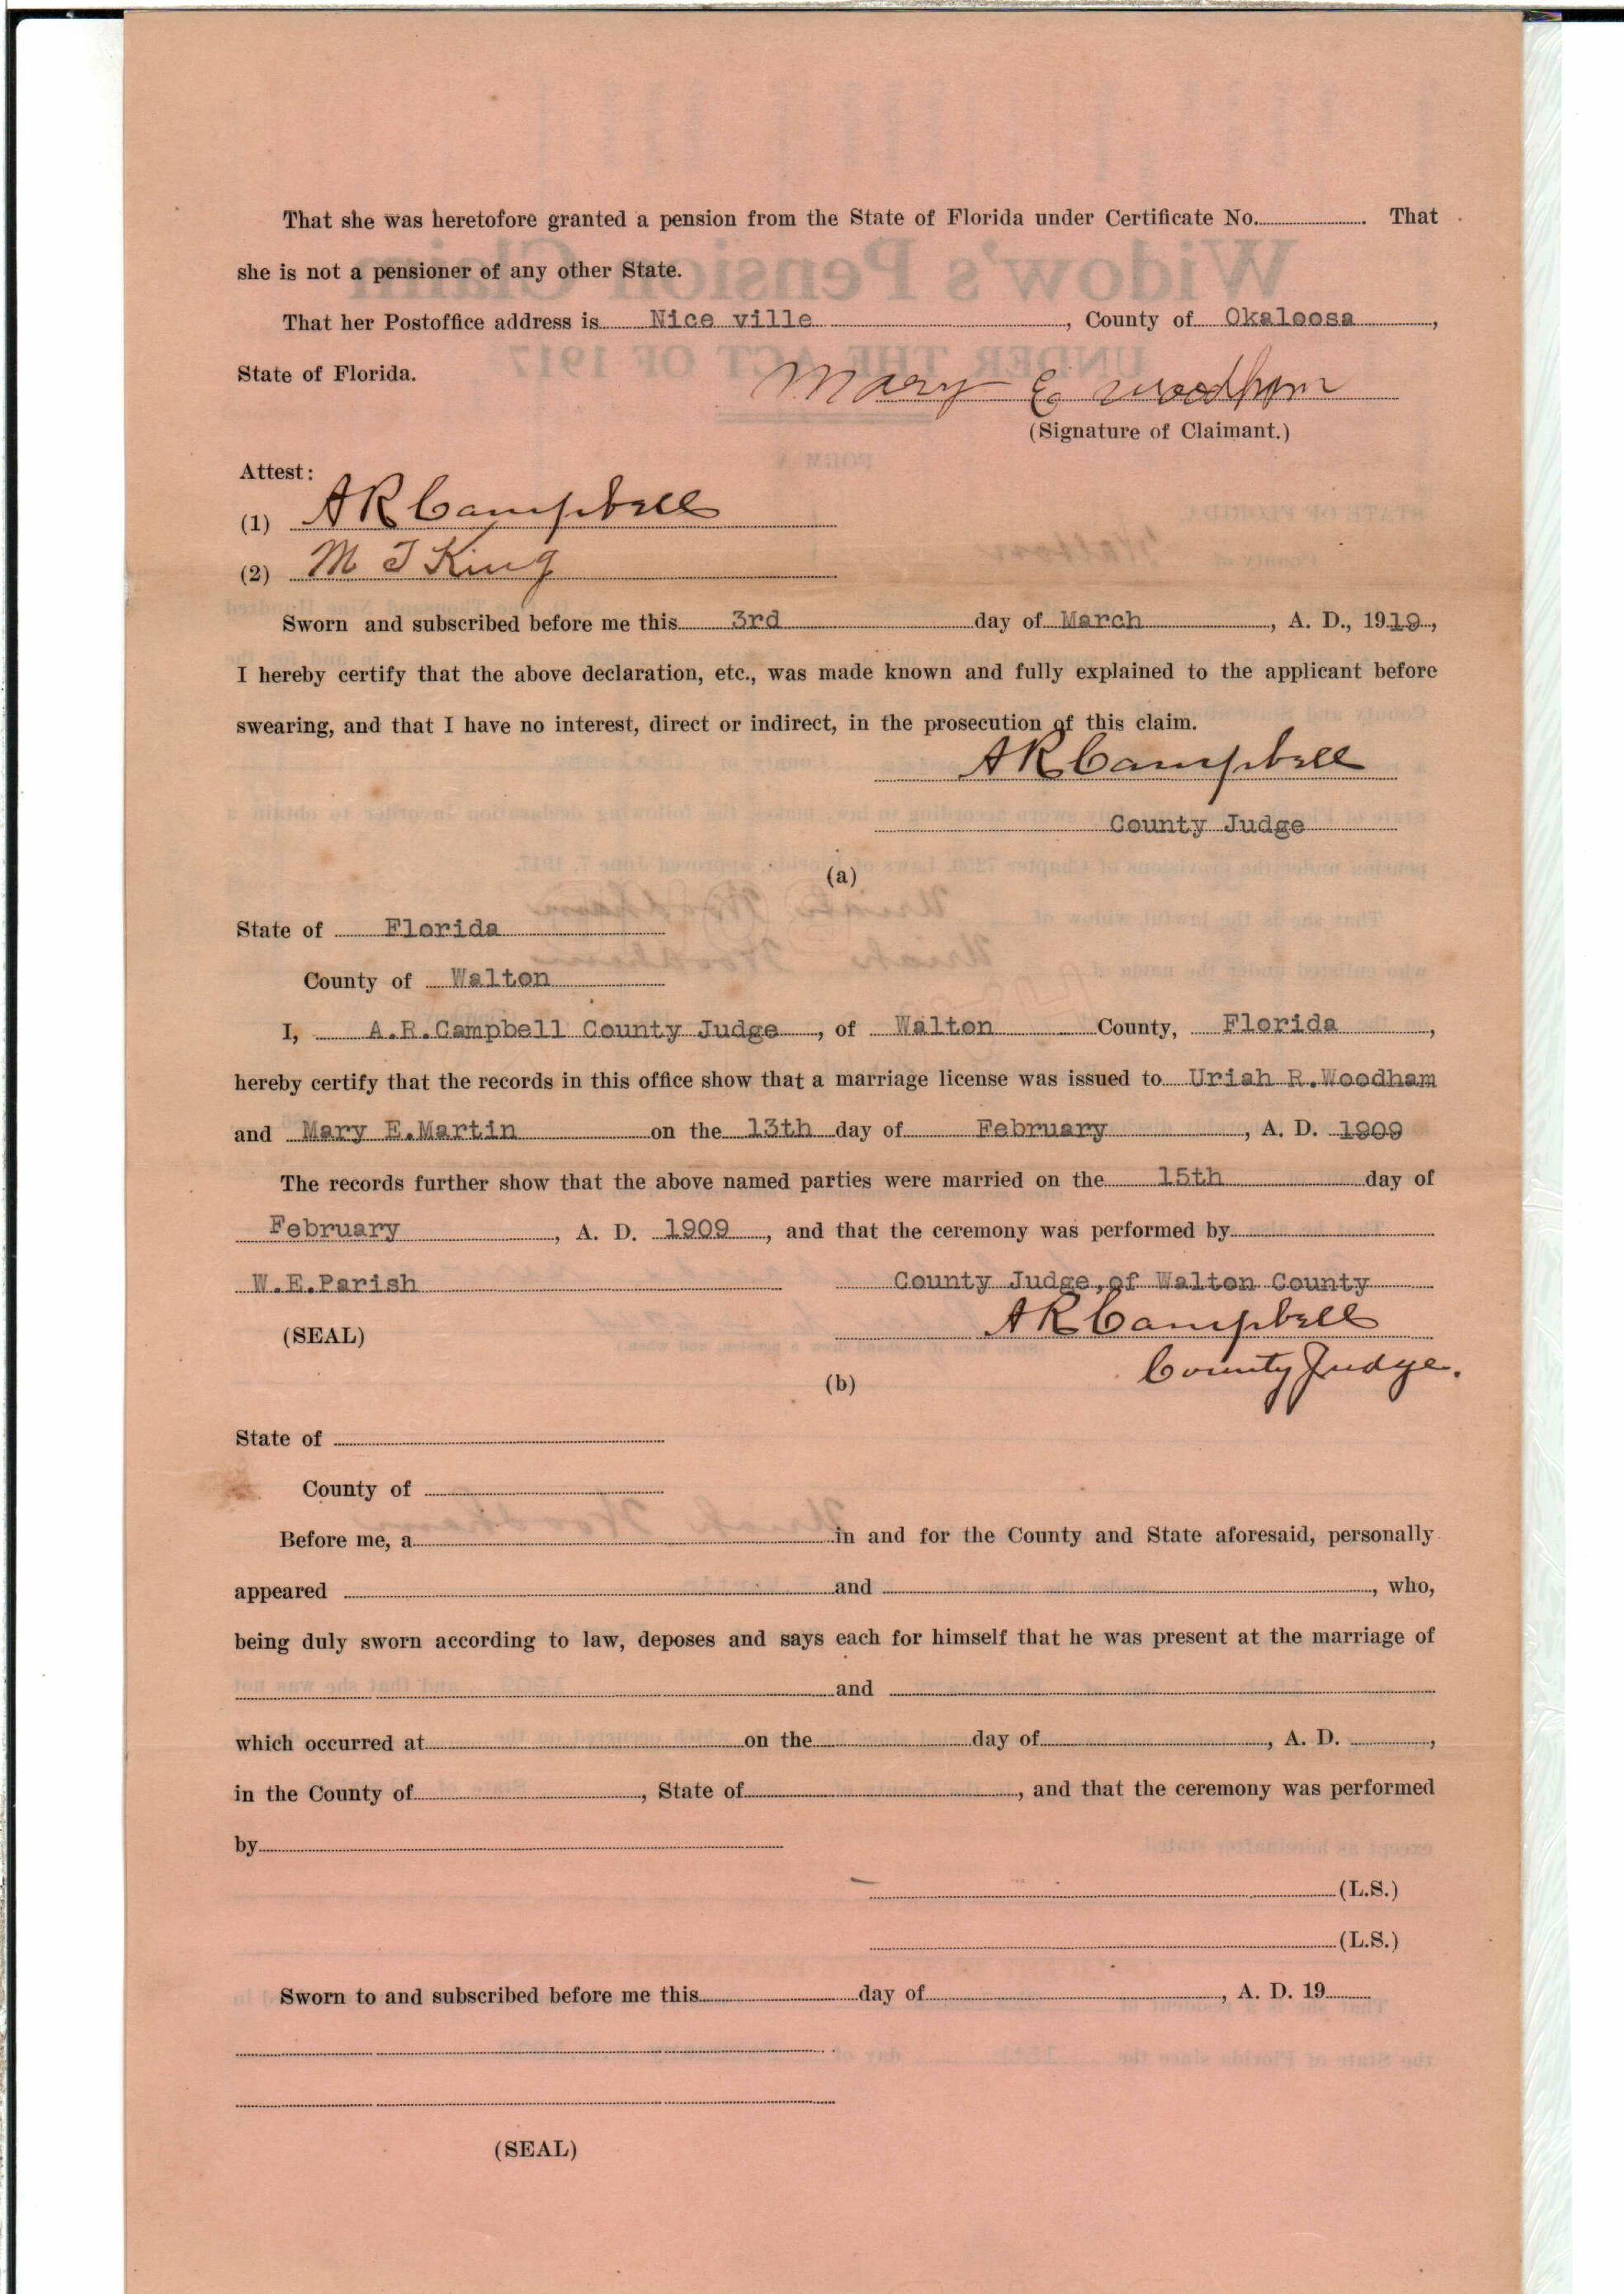 That she was heretofore granted a pension from the State of Florida under Certificate No. . That
she is not a pensioner of any other State.
That her Postoffice address is Nice ville , County of Okaloosa ,
State of Florida.
Mary E. Woodham
(Signature of Claimant.)
Attest:
(1) A R Campbell
(2) M J King
Sworn and subscribed before me this 3rd day of March , A. D., 1919,
I hereby certify that the above declaration, etc., was made known and fully explained to the applicant before
swearing, and that I have no interest, direct or indirect, in the prosecution of this claim.
A R Campbell
County Judge
(a)
State of Florida
County of Walton
I, A.R.Campbell County Judge , of Walton County, Florida ,
hereby certify that the records in this office show that a marriage license was issued to Uriah R.Woodham
and Mary E.Martin on the 13th day of February , A. D. 1909
The records further show that the above named parties were married on the 15th day of
February , A. D. 1909 , and that the ceremony was performed by
W.E.Parish County Judge,of Walton County
A R Campbell
(SEAL)
County Judge.
(b)
State of
County of
Before me, a in and for the County and State aforesaid, personally
appeared and , who,
being duly sworn according to law, deposes and says each for himself that he was present at the marriage of
and
which occurred at on the day of , A. D. ,
in the County of , State of , and that the ceremony was performed
by
(L.S.)
(L.S.)
Sworn to and subscribed before me this day of , A. D. 19
(SEAL)